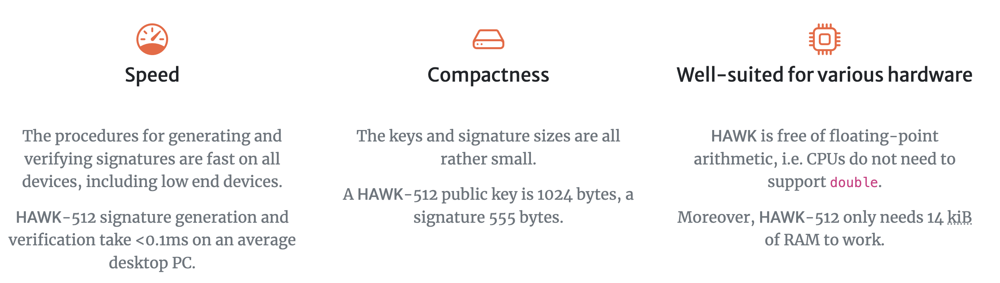 Speed
The procedures for generating and
verifying signatures are fast on all
devices, including low end devices.
HAWK-512 signature generation and
verification take <0.1ms on an average
desktop PC.
Compactness
The keys and signature sizes are all
rather small.
A HAWK-512 public key is 1024 bytes, a
signature 555 bytes.
Well-suited for various hardware
HAWK is free of floating-point
arithmetic, i.e. CPUs do not need to
support double.
Moreover, HAWK-512 only needs 14 kiB
of RAM to work.